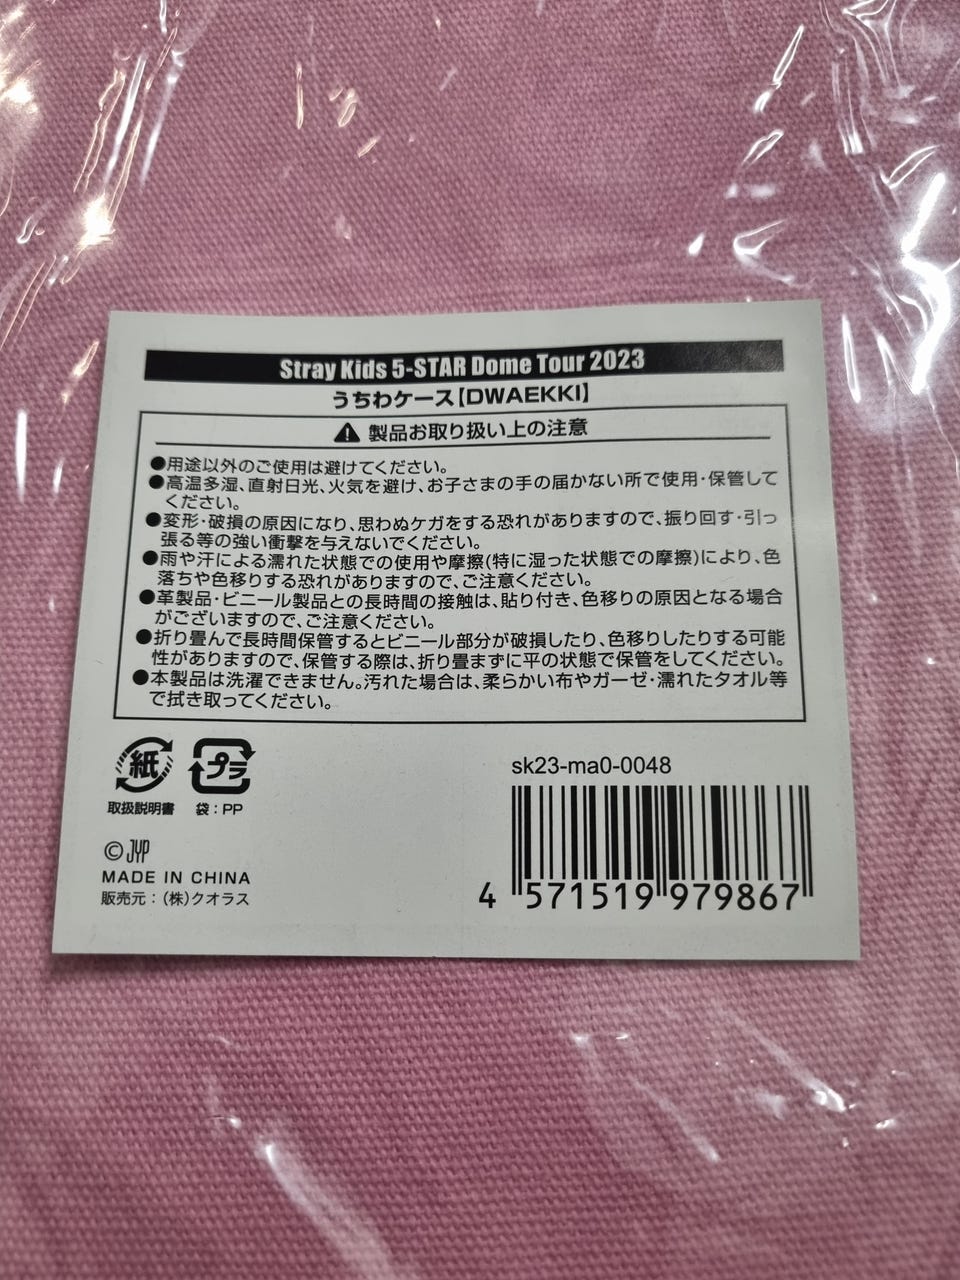 Stray Kids 5-STAR Dome Tour 2023
うちわケース【DWAEKKI】
製品お取り扱い上の注意
●用途以外のご使用は避けてください。
●高温多湿、直射日光、火気を避け、お子さまの手の届かない所で使用・保管して
ください。
●変形・破損の原因になり、思わぬケガをする恐れがありますので、振り回す・引っ
張る等の強い衝撃を与えないでください。
●雨や汗による濡れた状態での使用や摩擦(特に湿った状態での摩擦)により、色
落ちや色移りする恐れがありますので、ご注意ください。
●革製品・ビニール製品との長時間の接触は、貼り付き、色移りの原因となる場合
がございますので、ご注意ください。
●折り畳んで長時間保管するとビニール部分が破損したり、色移りしたりする可能
性がありますので、保管する際は、折り畳まずに平の状態で保管をしてください。
●本製品は洗濯できません。汚れた場合は、柔らかい布やガーゼ・濡れたタオル等
で拭き取ってください。
紙
プラ
取扱説明書
袋：PP
sk23-ma0-0048
© JYP
MADE IN CHINA
販売元：(株)クオラス
4 571519 979867